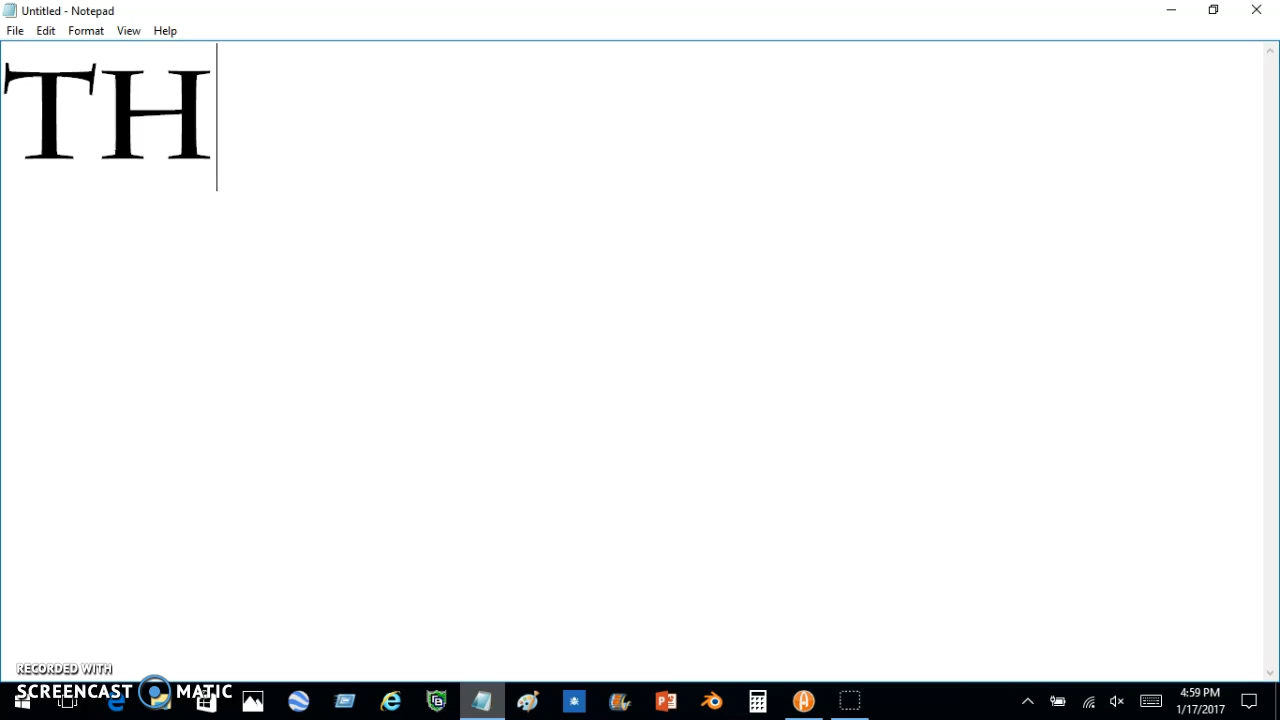 Untitled - Notepad
File Edit Format View Help
TH
RECORDED WITH
SCREENCAST MATIC
4:59 PM
1/17/2017